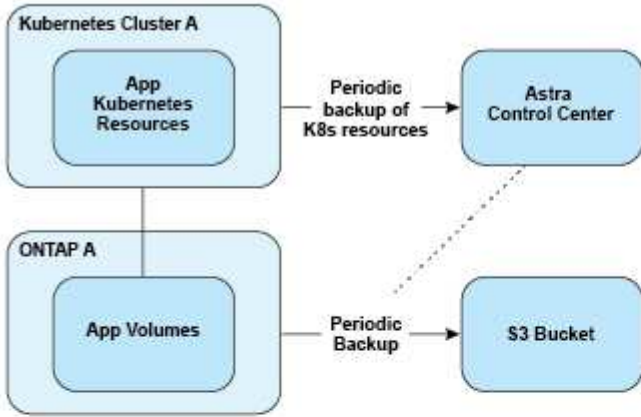 Kubernetes Cluster A
App
Kubernetes
Resources
Periodic
backup of
K8s resources
Astra
Control Center
ONTAP A
App Volumes
Periodic
Backup
S3 Bucket